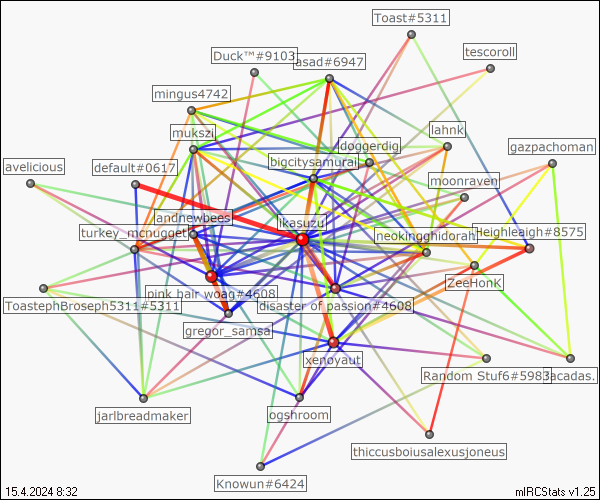 Toast#5311
Duck™#9103
tescoroll
asad#6947
mingus4742
mukszi
lahnk
doggerdig
gazpachoman
bigcitysamurai
avelicious
default#0617
moonraven
landnewbees
ikasuzu
turkey_mcnugget
neokingghidorah
Heighleagh#8575
ZeeHonK
pink hair woag#4608
disaster of passion#4608
ToastephBroseph5311#5311
gregor_samsa
xenoyaut
Random Stuf6#5983
acadas.
jarlbreadmaker
ogshroom
thiccusboiusalexusjoneus
Knowun#6424
15.4.2024 8:32
mIRCStats v1.25